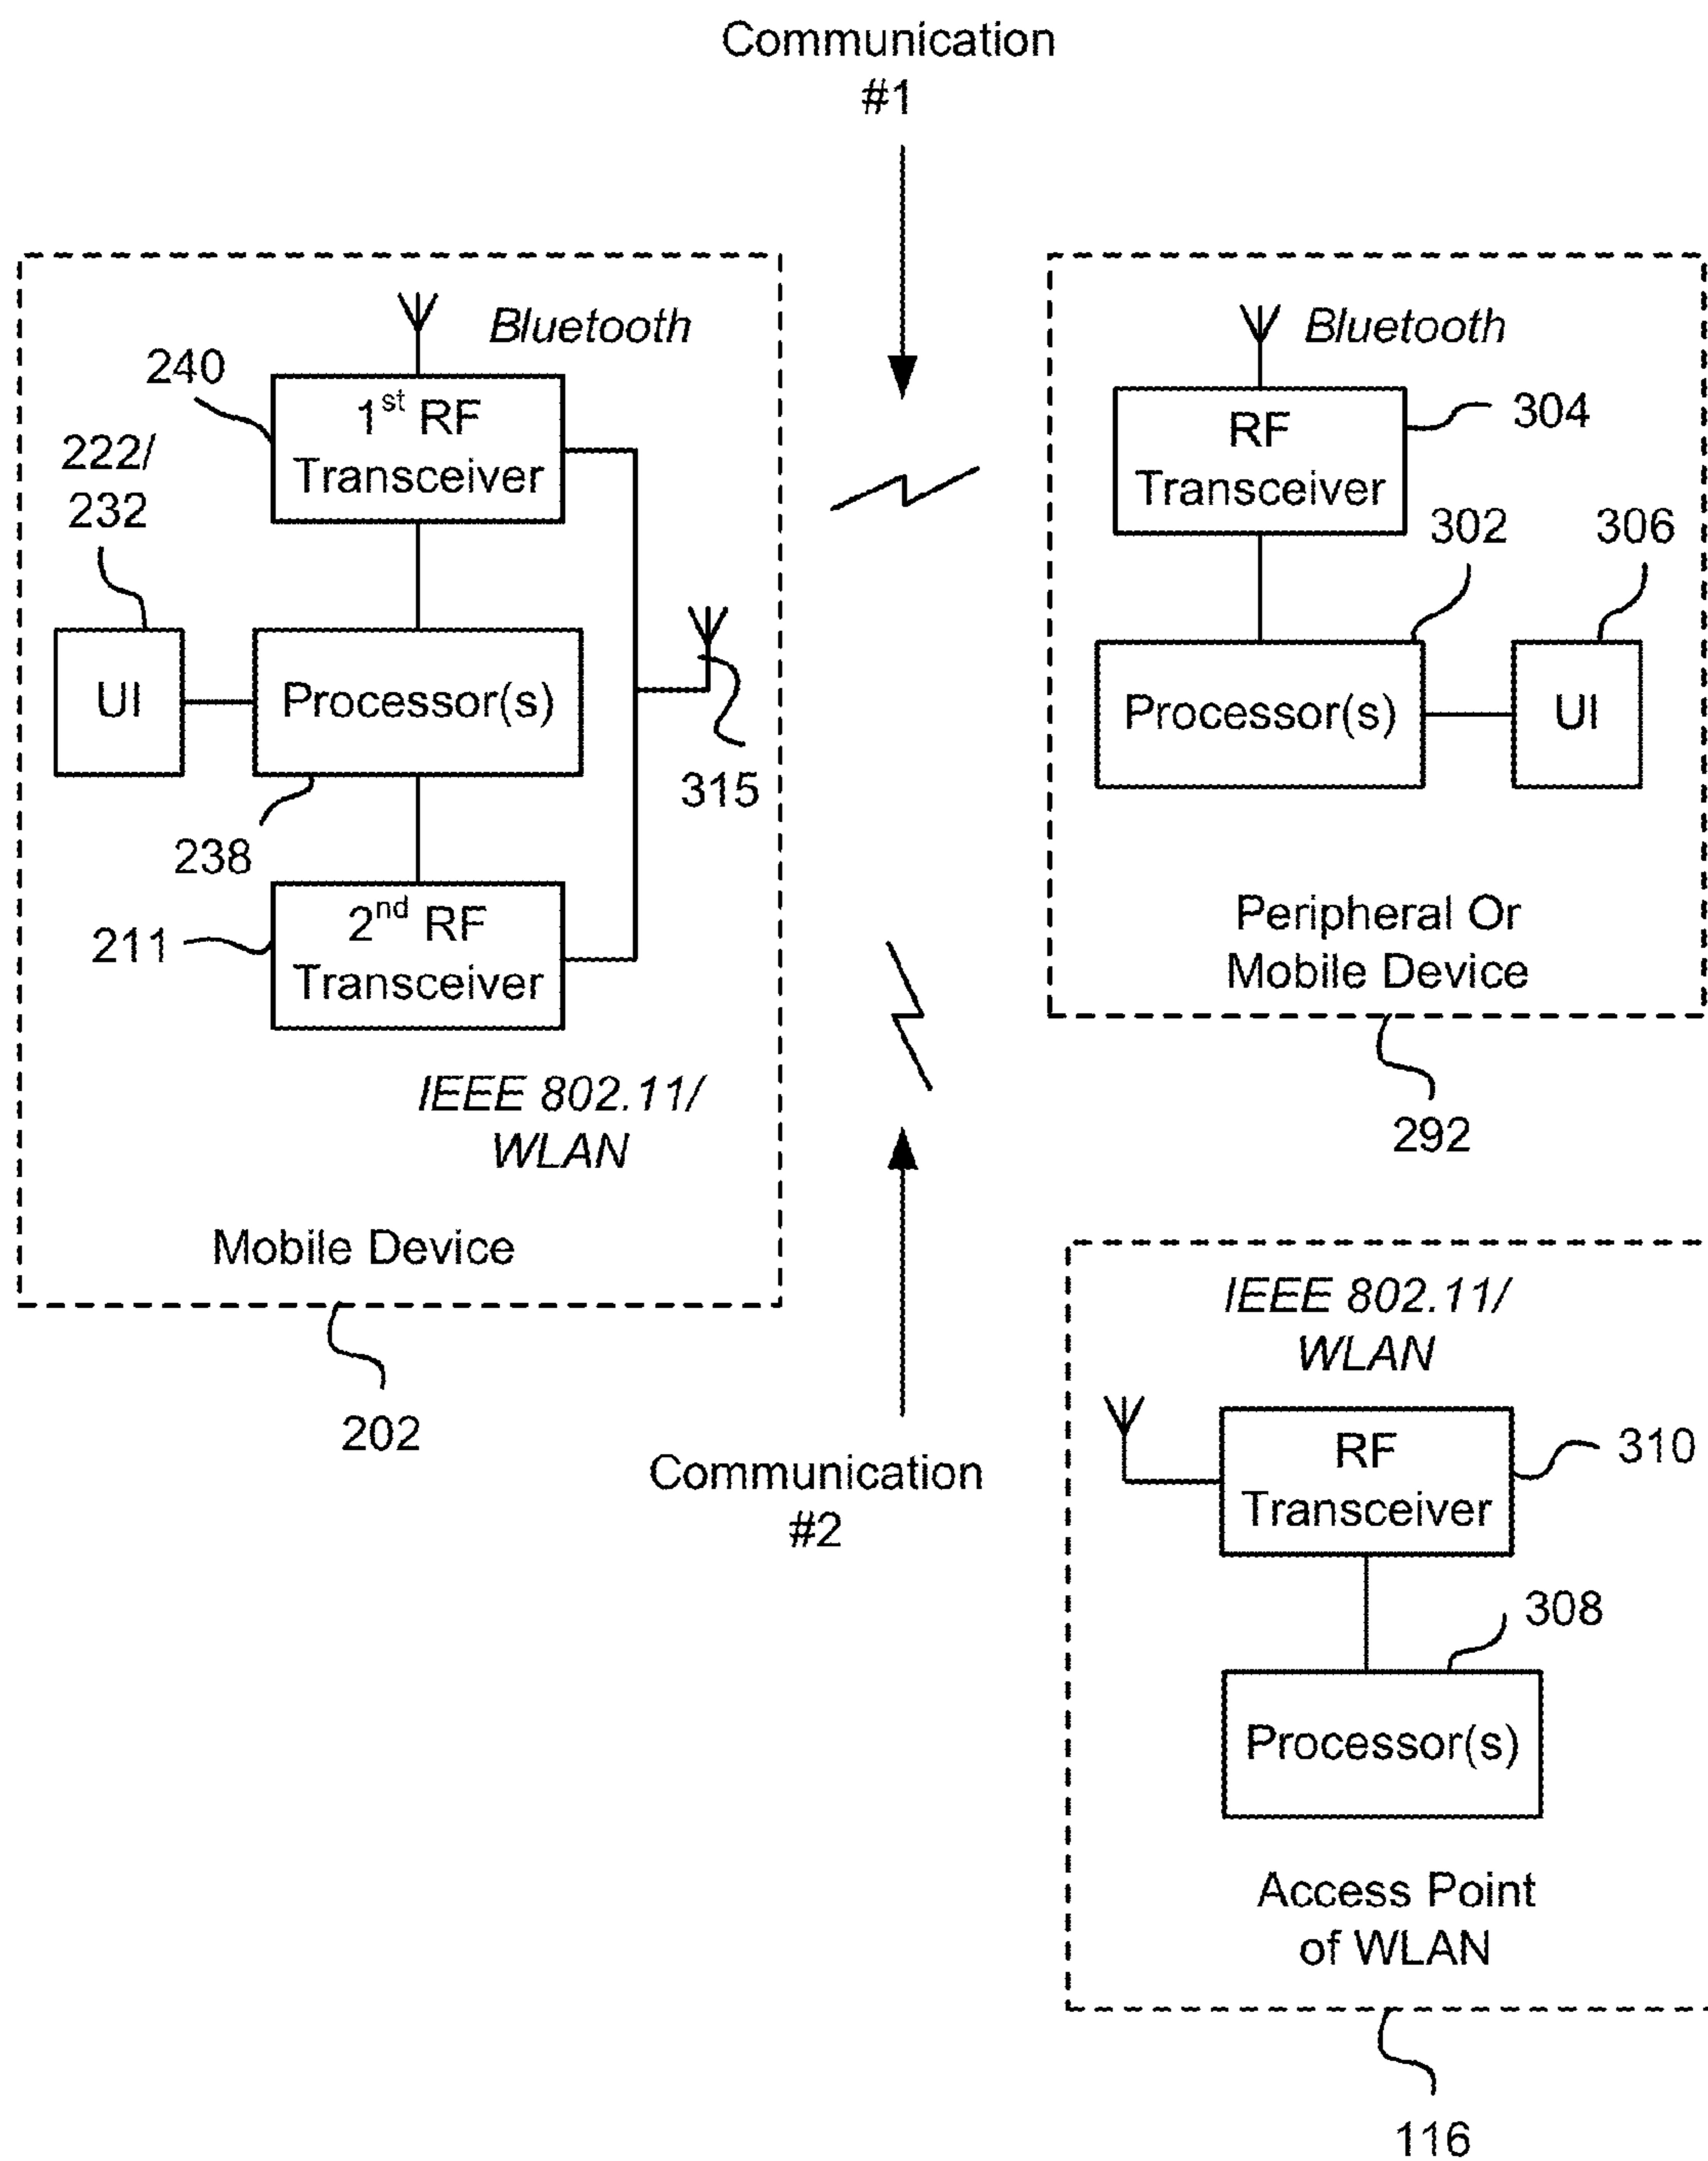 Communication
#1
Bluetooth
240
1st RF
Transceiver
222/
232
UI
Processor(s)
315
238
2nd RF
Transceiver
211
IEEE 802.11/
WLAN
Mobile Device
202
Bluetooth
RF
Transceiver
304
302
306
Processor(s)
UI
Peripheral Or
Mobile Device
292
Communication
#2
IEEE 802.11/
WLAN
RF
Transceiver
310
308
Processor(s)
Access Point
of WLAN
116